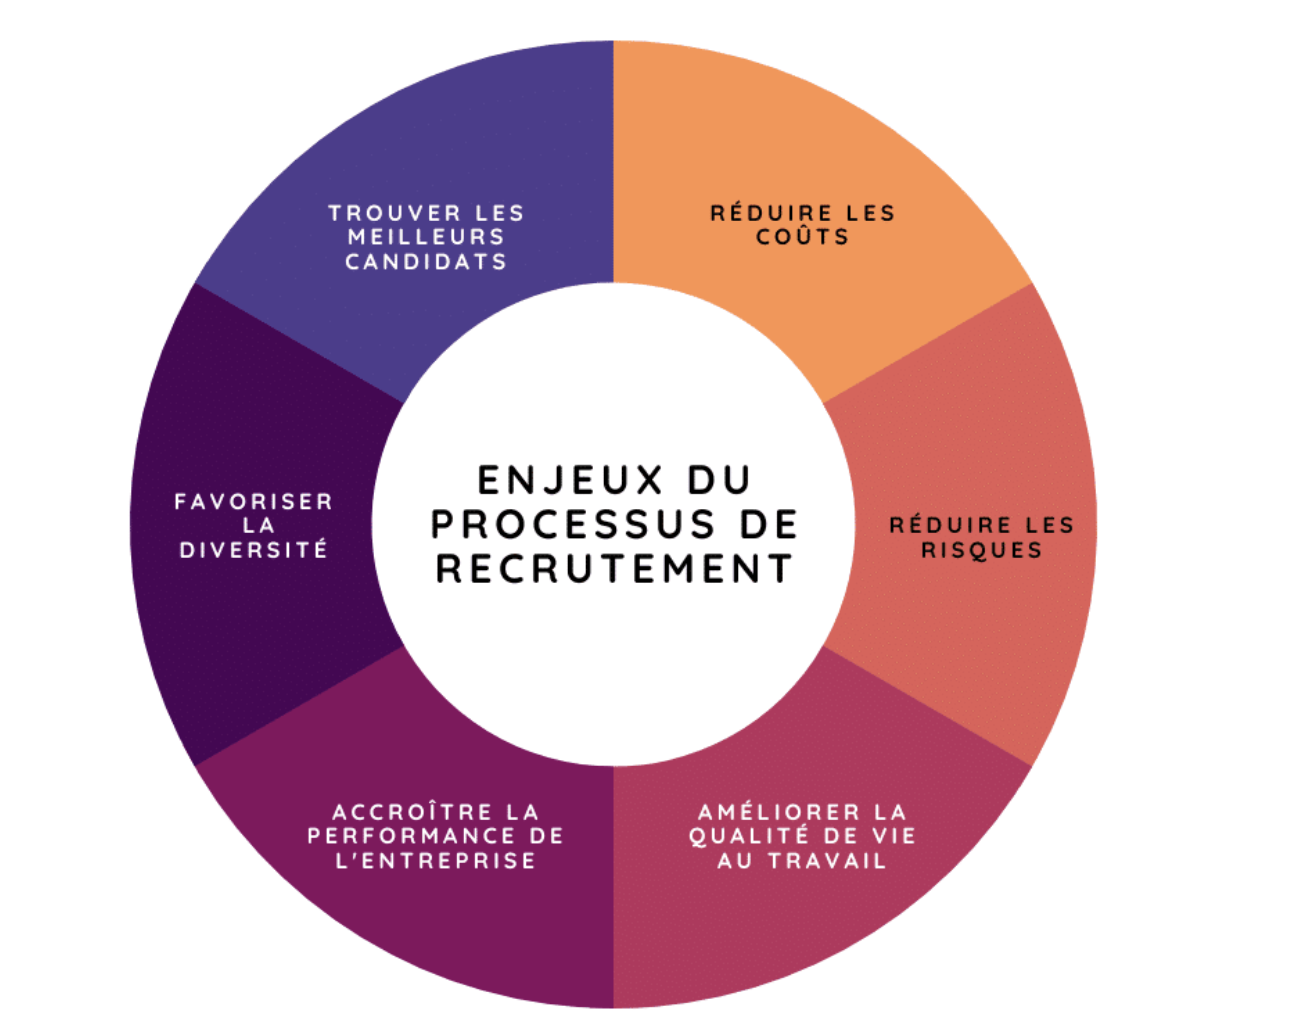 TROUVER LES
MEILLEURS
CANDIDATS
RÉDUIRE LES
COÛTS
FAVORISER
LA
DIVERSITÉ
ENJEUX DU
PROCESSUS DE
RECRUTEMENT
RÉDUIRE LES
RISQUES
ACCROÎTRE LA
PERFORMANCE DE
L'ENTREPRISE
AMÉLIORER LA
QUALITÉ DE VIE
AU TRAVAIL